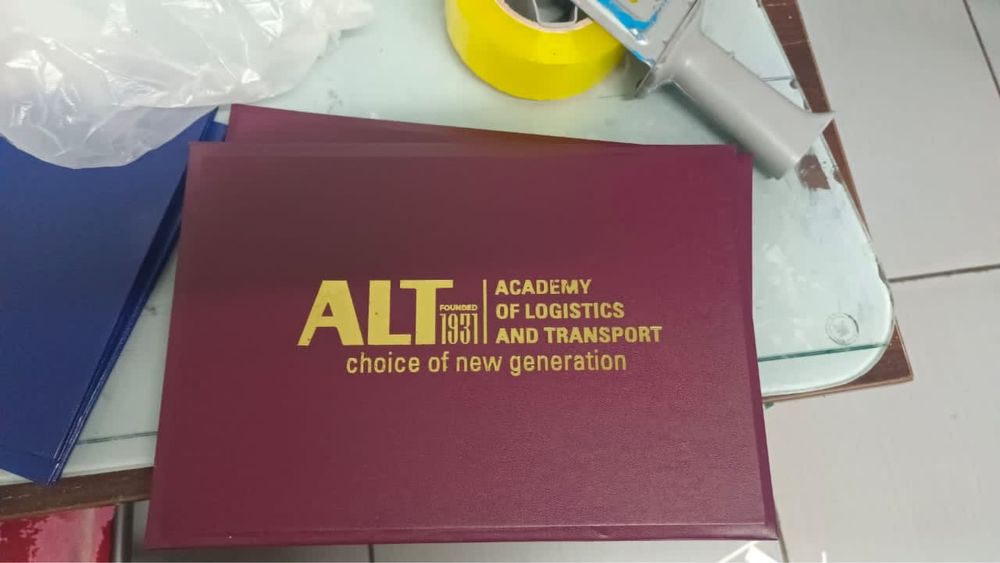 ALT
FOUNDED
1931
ACADEMY
OF LOGISTICS
AND TRANSPORT
choice of new generation